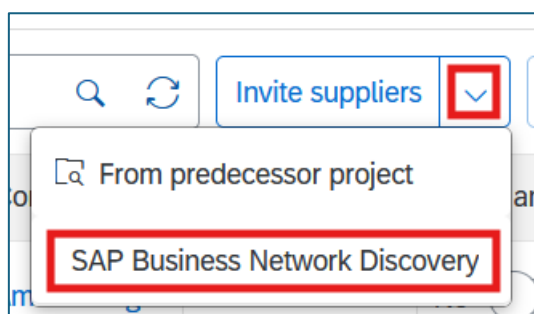 Invite suppliers
From predecessor project
SAP Business Network Discovery